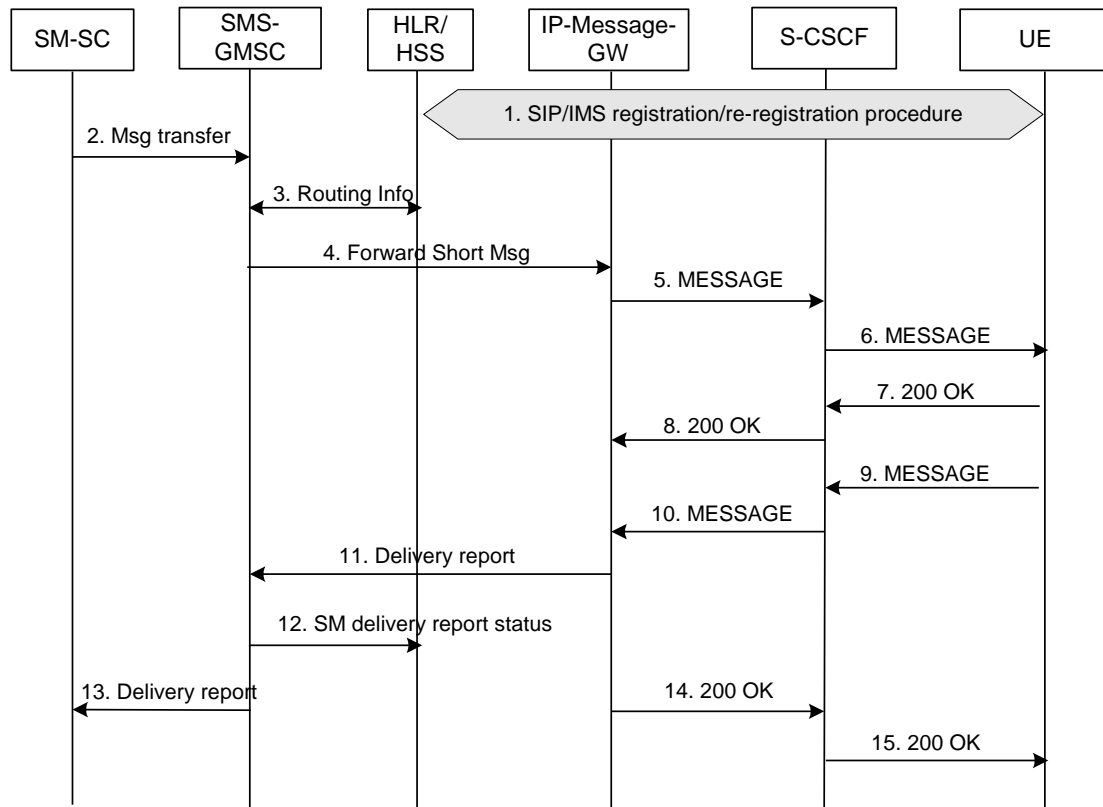 SM-SC
SMS-
GMSC
HLR/
HSS
IP-Message-
GW
S-CSCF
UE
1. SIP/IMS registration/re-registration procedure
2. Msg transfer
3. Routing Info
4. Forward Short Msg
5. MESSAGE
6. MESSAGE
7. 200 OK
8. 200 OK
9. MESSAGE
10. MESSAGE
11. Delivery report
12. SM delivery report status
13. Delivery report
14. 200 OK
15. 200 OK